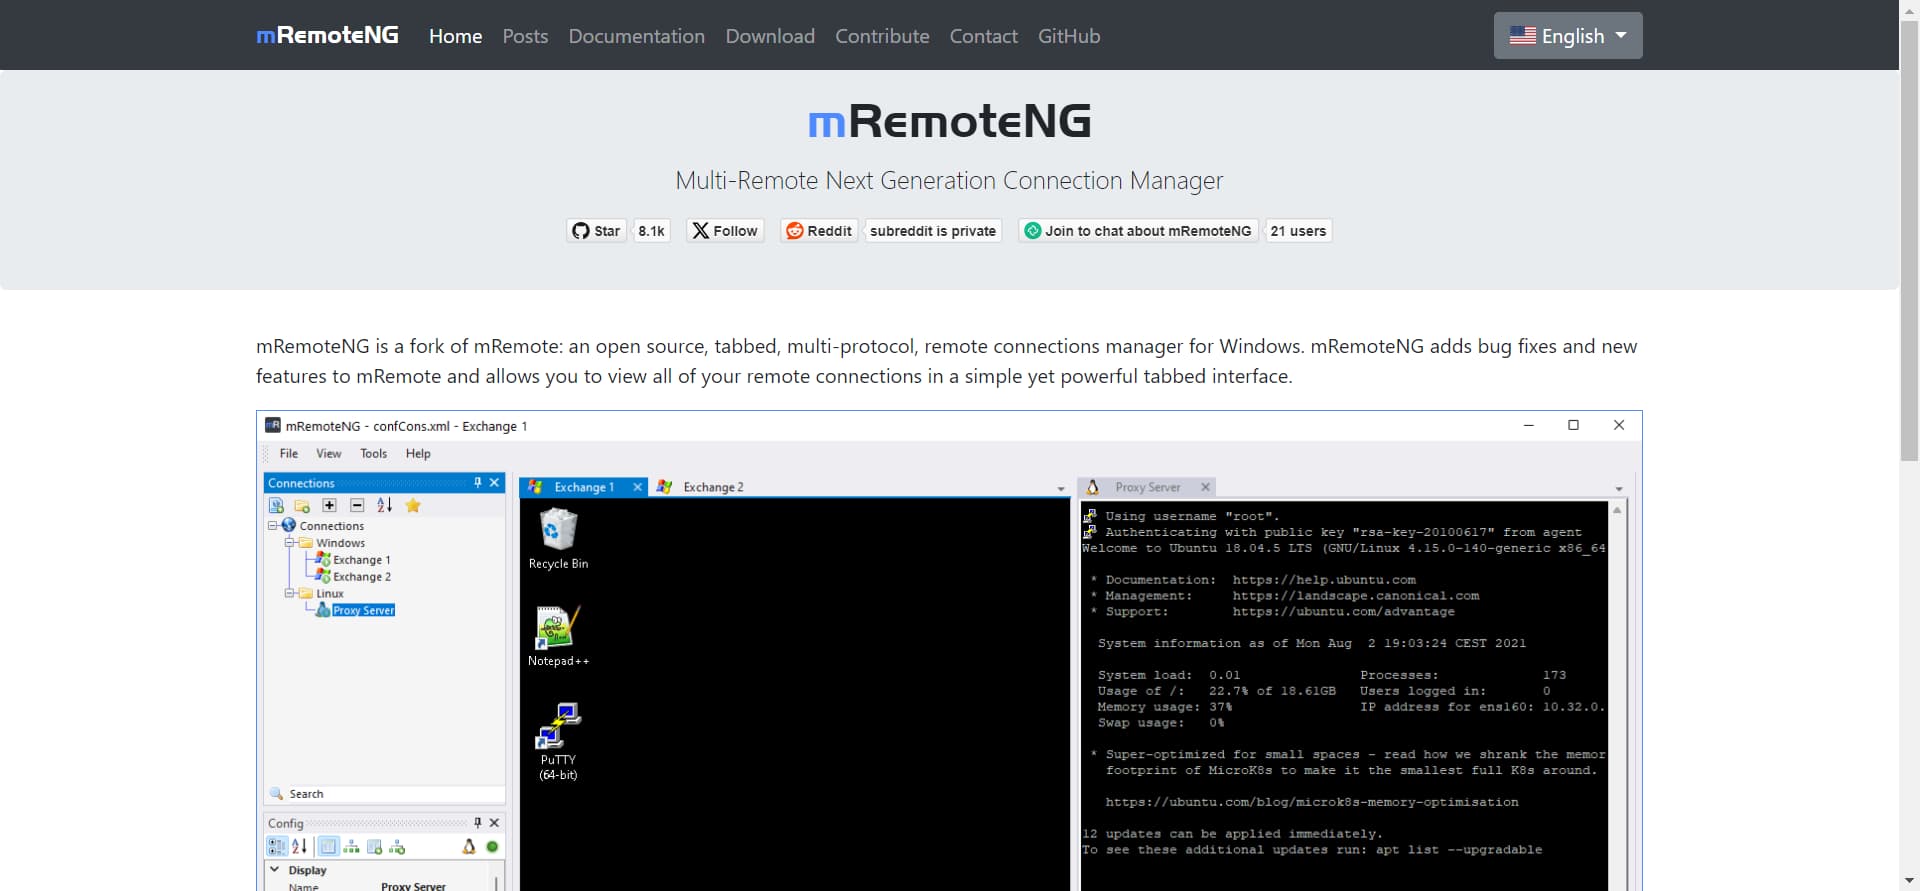 mRemoteNG Home Posts Documentation Download Contribute Contact GitHub English
mRemoteNG
Multi-Remote Next Generation Connection Manager
Star 8.1k Follow Reddit subreddit is private Join to chat about mRemoteNG 21 users
mRemoteNG is a fork of mRemote: an open source, tabbed, multi-protocol, remote connections manager for Windows. mRemoteNG adds bug fixes and new
features to mRemote and allows you to view all of your remote connections in a simple yet powerful tabbed interface.
mR mRemoteNG - confCons.xml - Exchange 1
File View Tools Help
Connections
Connections
Windows
Exchange 1
Exchange 2
Linux
Proxy Server
Search
Config
Display
Name Proxy Server
Exchange 1 Exchange 2
Recycle Bin
Notepad++
PuTTY
(64-bit)
Proxy Server
Using username "root".
Authenticating with public key "rsa-key-20100617" from agent
Welcome to Ubuntu 18.04.5 LTS (GNU/Linux 4.15.0-140-generic x86_64
* Documentation: https://help.ubuntu.com
* Management: https://landscape.canonical.com
* Support: https://ubuntu.com/advantage
System information as of Mon Aug 2 19:03:24 CEST 2021
System load: 0.01 Processes: 173
Usage of /: 22.7% of 18.61GB Users logged in: 0
Memory usage: 37% IP address for ens160: 10.32.0.
Swap usage: 0%
* Super-optimized for small spaces - read how we shrank the memor
footprint of MicroK8s to make it the smallest full K8s around.
https://ubuntu.com/blog/microk8s-memory-optimisation
12 updates can be applied immediately.
To see these additional updates run: apt list --upgradable